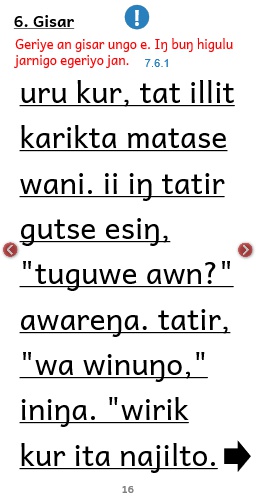 6. Gisar
!
Geriye an gisar ungo e. Iŋ buŋ higulu
jarnigo egeriyo jan. 7.6.1
uru kur, tat illit
karikta matase
wani. ii iŋ tatir
gutse esiŋ,
"tuguwe awn?"
awareŋa. tatir,
"wa winuŋo,"
iniŋa. "wirik
kur ita najilto.
16